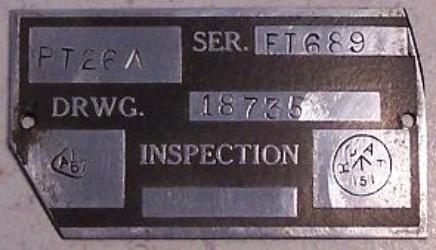 PT26A SER. FT689
DRWG. 18735
INSPECTION